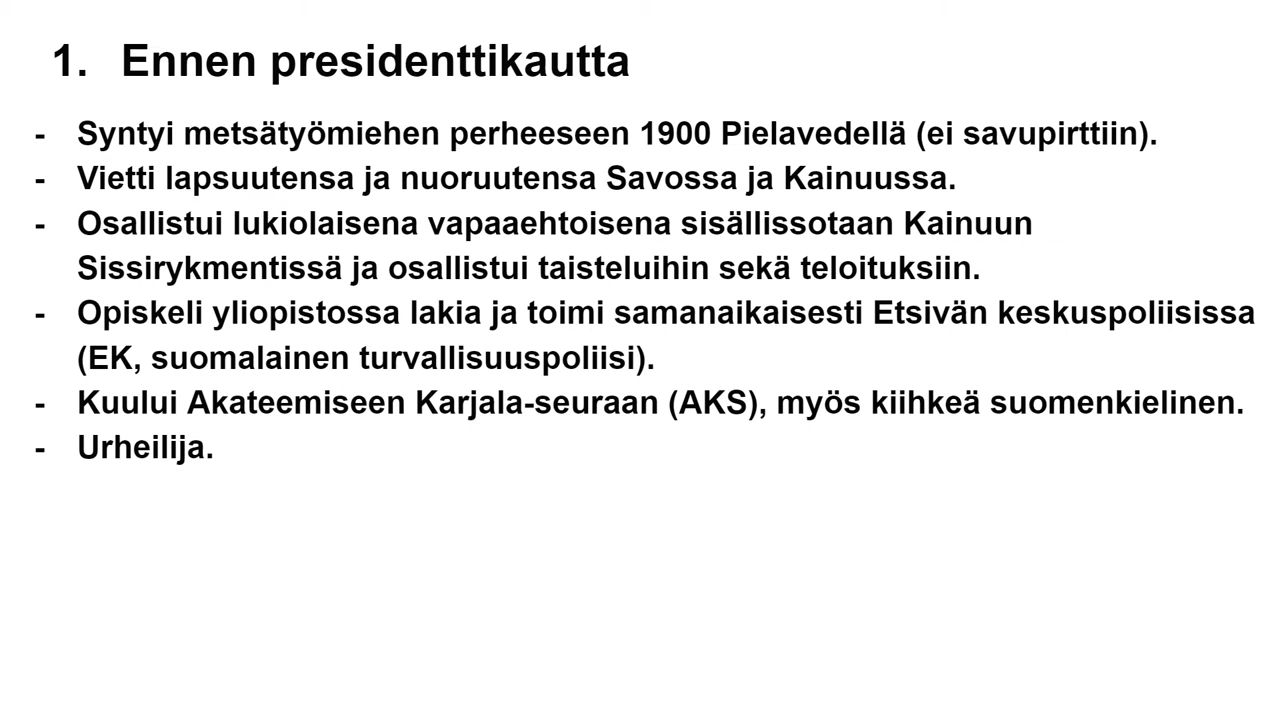 1. Ennen presidenttikautta
- Syntyi metsätyömiehen perheeseen 1900 Pielavedellä (ei savupirttiin).
- Vietti lapsuutensa ja nuoruutensa Savossa ja Kainuussa.
- Osallistui lukiolaisena vapaaehtoisena sisällissotaan Kainuun
Sissirykmentissä ja osallistui taisteluihin sekä teloituksiin.
- Opiskeli yliopistossa lakia ja toimi samanaikaisesti Etsivän keskuspoliisissa
(EK, suomalainen turvallisuuspoliisi).
- Kuului Akateemiseen Karjala-seuraan (AKS), myös kiihkeä suomenkielinen.
- Urheilija.